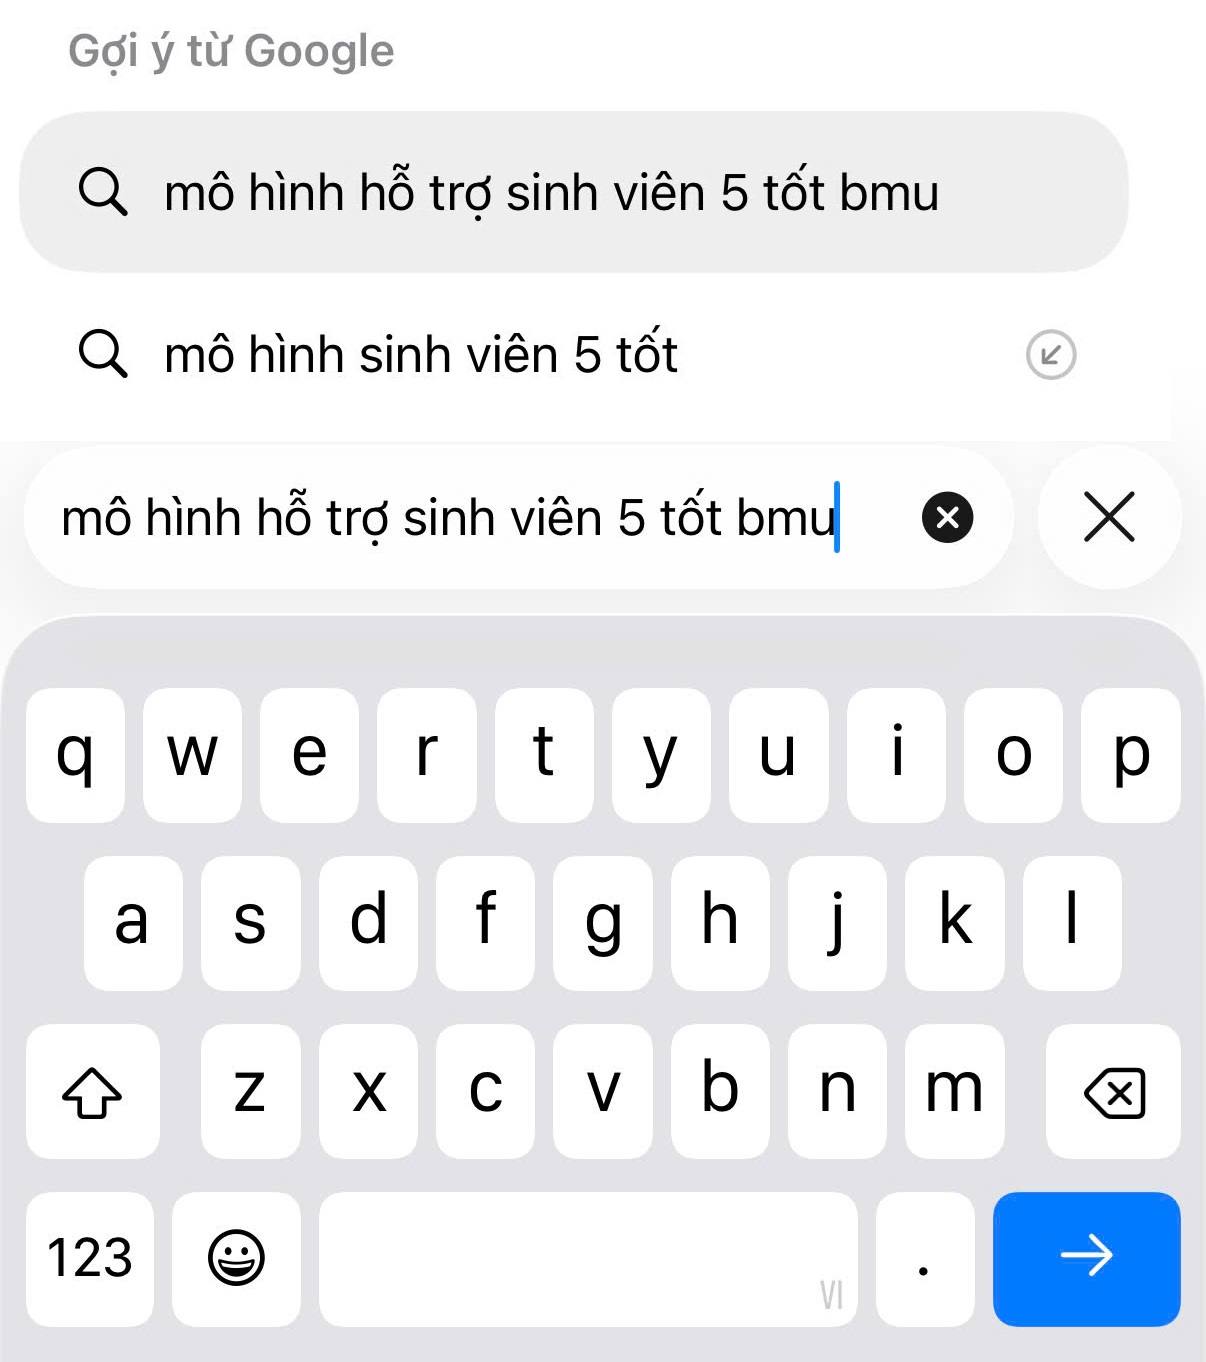 Gợi ý từ Google
mô hình hỗ trợ sinh viên 5 tốt bmu
mô hình sinh viên 5 tốt
mô hình hỗ trợ sinh viên 5 tốt bmu
q w e r t y u i o p
a s d f g h j k l
z x c v b n m
123 .
VI